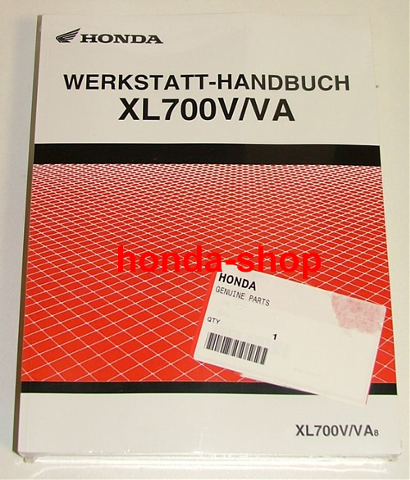 HONDA
WERKSTATT-HANDBUCH
XL700V/VA
honda-shop
HONDA
GENUINE PARTS
QTY
1
XL700V/VA8